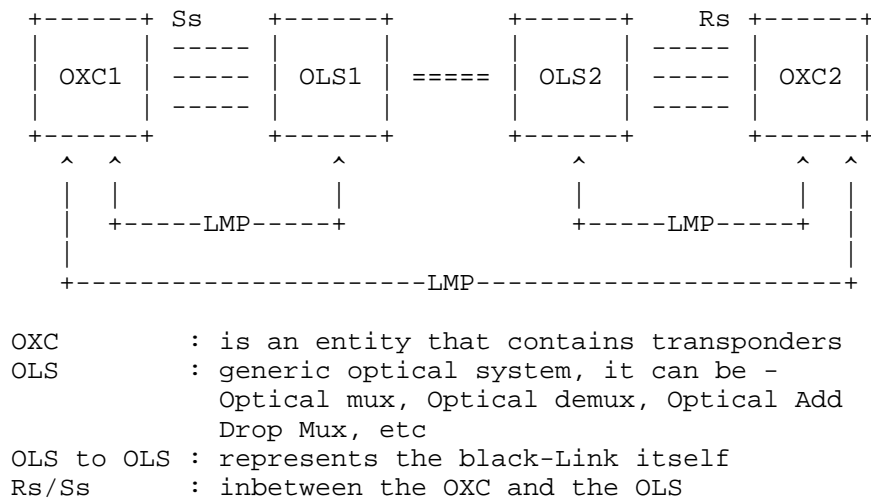 +------+ Ss    +------+       +------+    Rs +------+
|      | ----- |      |       |      | ----- |      |
| OXC1 | ----- | OLS1 | ===== | OLS2 | ----- | OXC2 |
|      | ----- |      |       |      | ----- |      |
+------+       +------+       +------+       +------+
  ^  ^             ^              ^             ^  ^
  |  |             |              |             |  |
  |  +-----LMP-----+              +-----LMP-----+  |
  |                                                |
  +----------------------LMP-----------------------+
OXC        : is an entity that contains transponders
OLS        : generic optical system, it can be -
             Optical mux, Optical demux, Optical Add
             Drop Mux, etc
OLS to OLS : represents the black-Link itself
Rs/Ss      : inbetween the OXC and the OLS